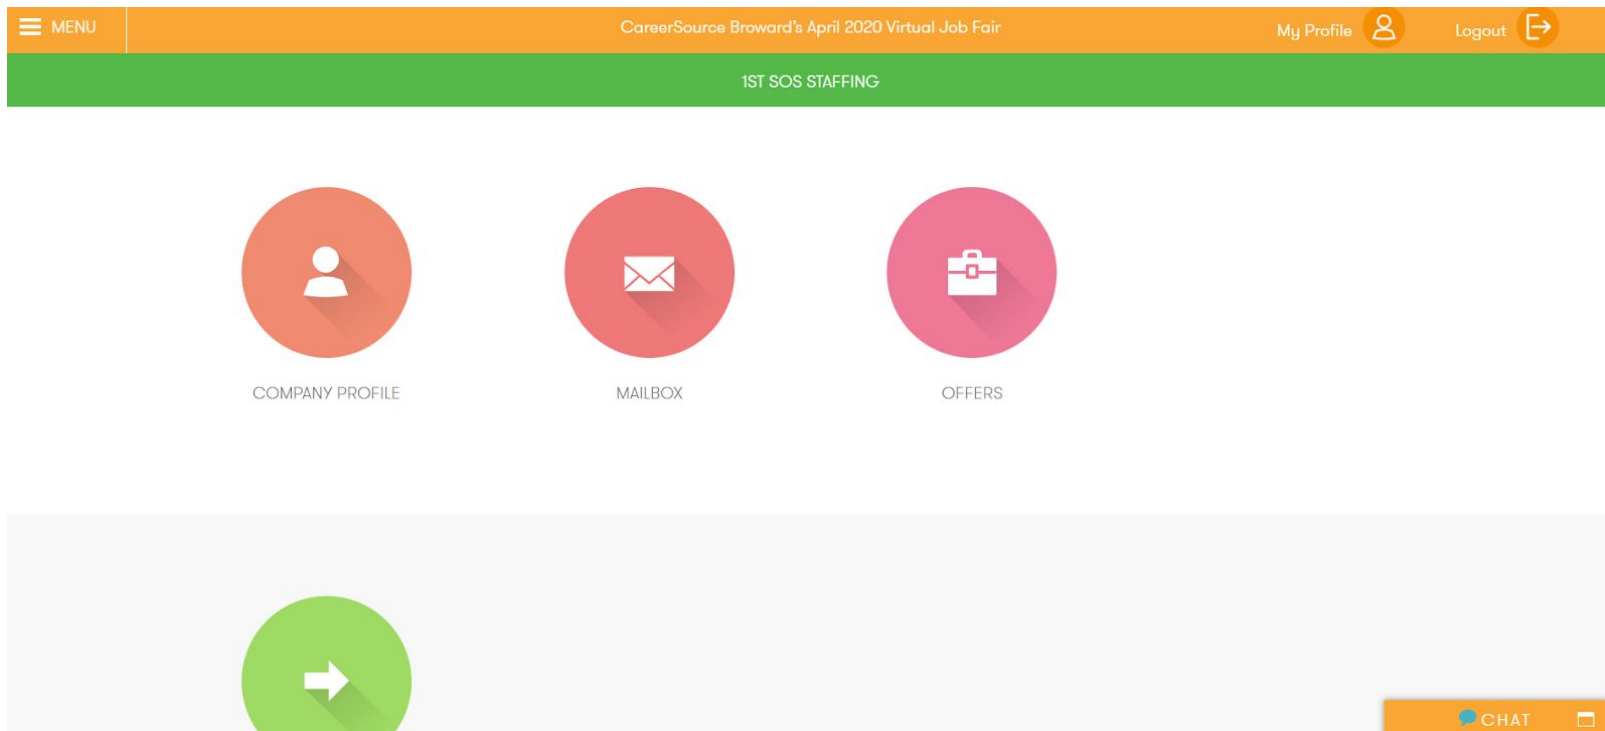 MENU
CareerSource Broward's April 2020 Virtual Job Fair
My Profile
Logout
1ST SOS STAFFING
COMPANY PROFILE
MAILBOX
OFFERS
CHAT